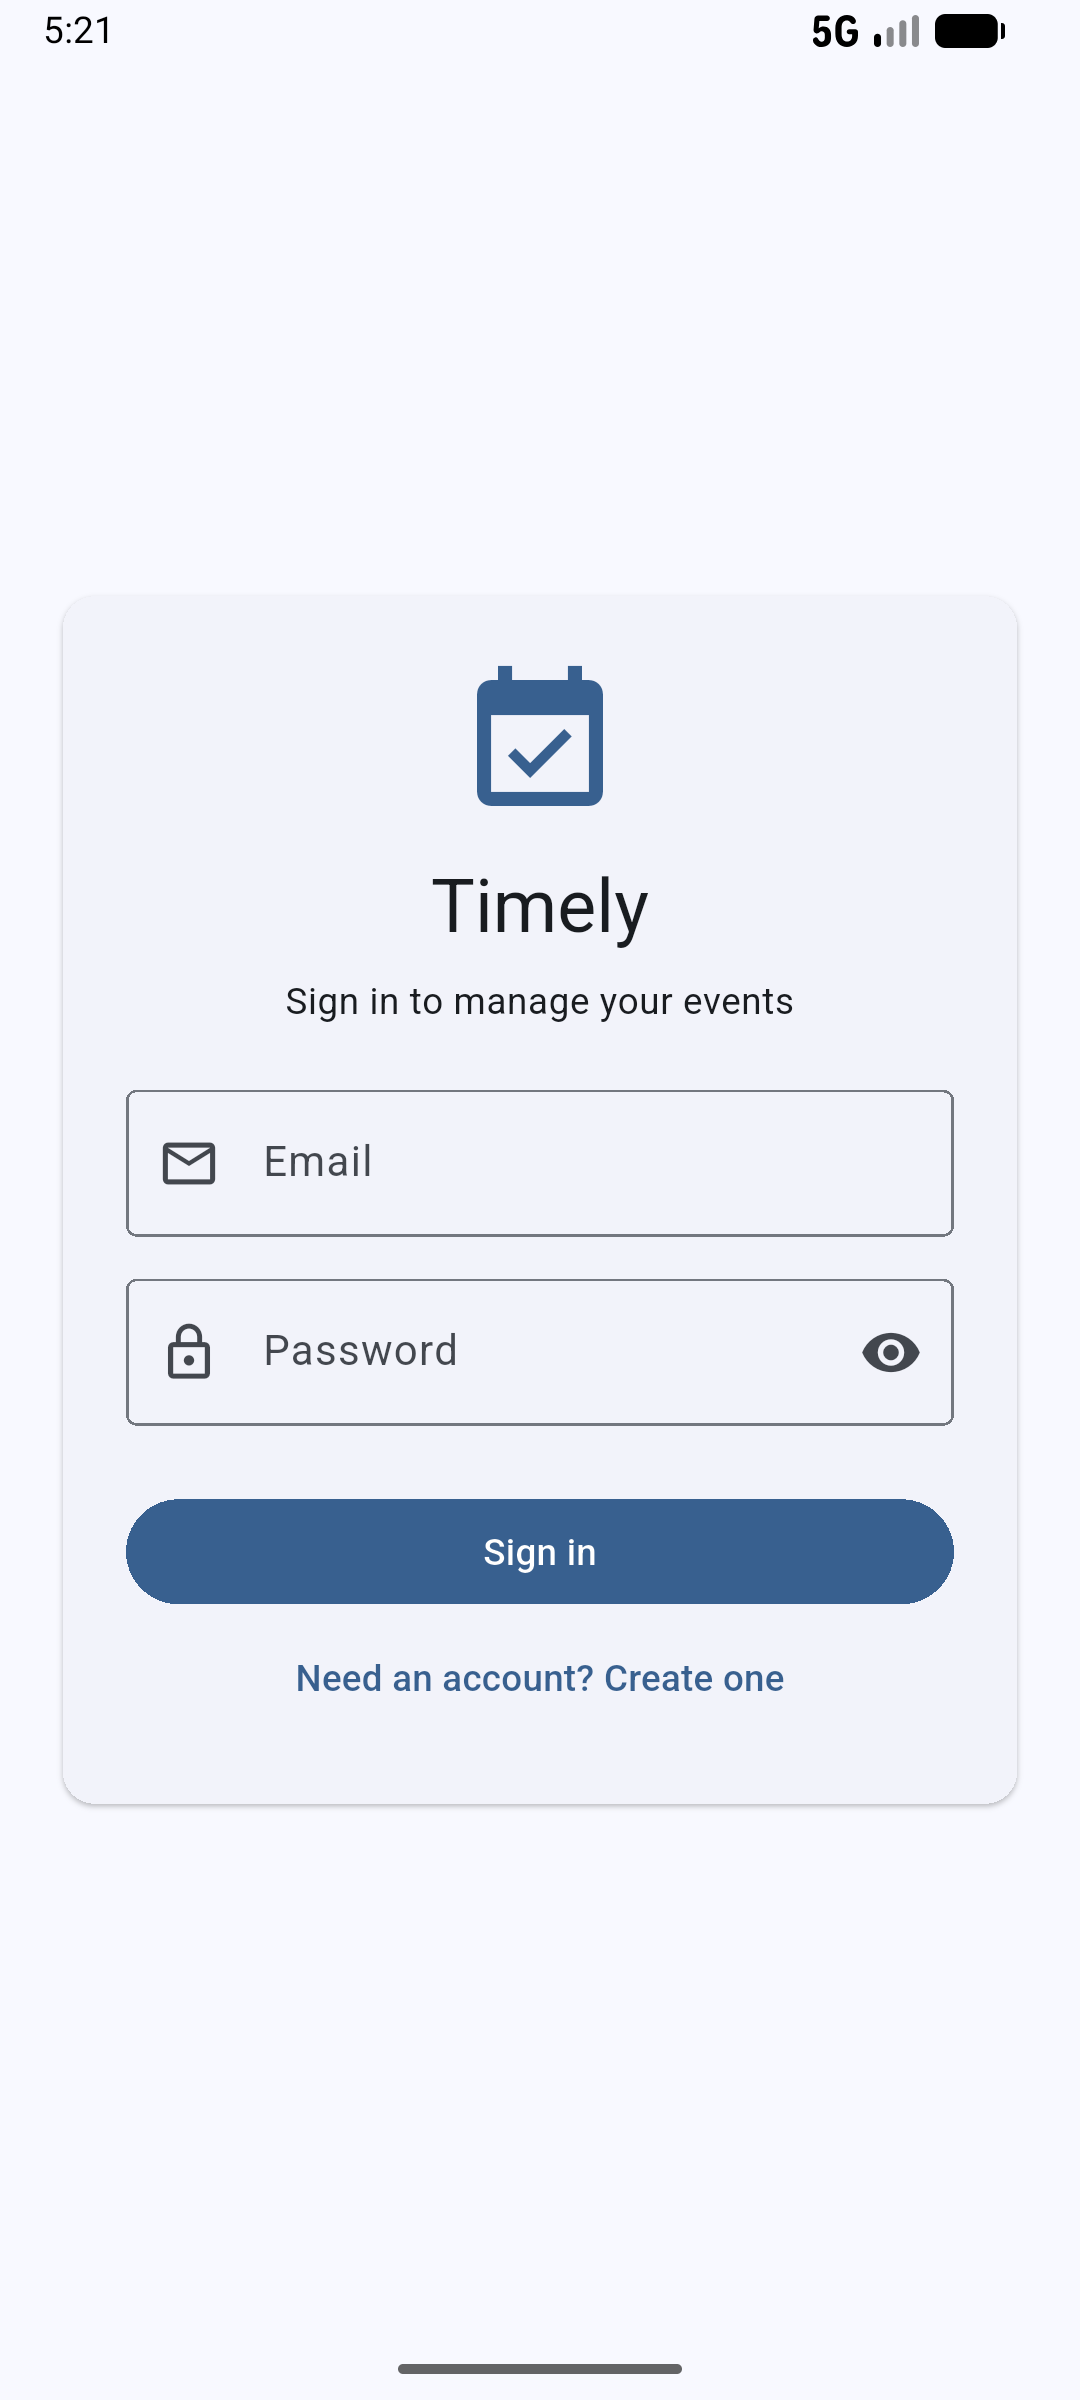 5:21
5G
Timely
Sign in to manage your events
Email
Password
Sign in
Need an account? Create one